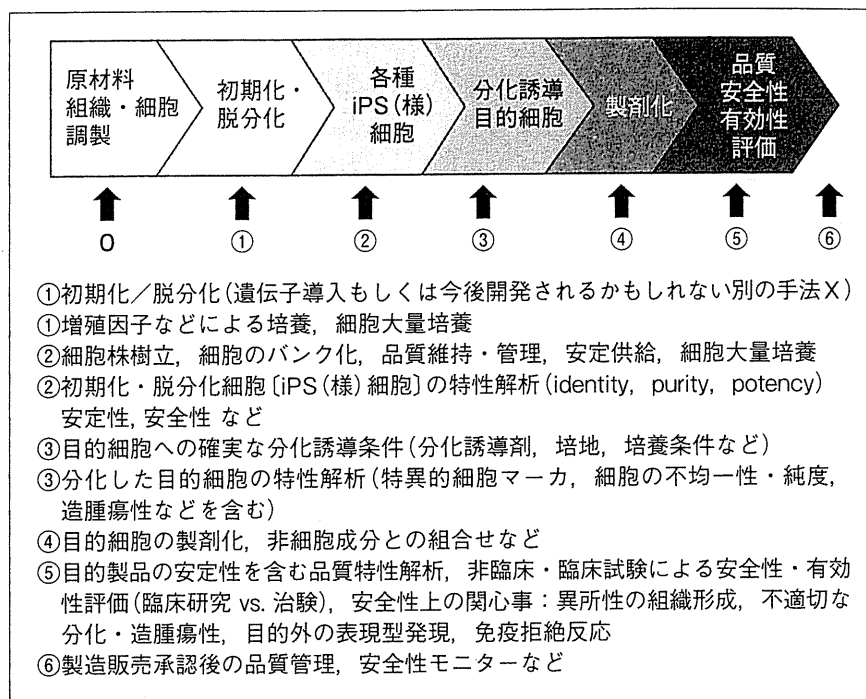 原材料
組織・細胞
調製
初期化・
脱分化
各種
iPS(様)
細胞
分化誘導
目的細胞
製剤化
品質
安全性
有効性
評価
0
①
②
③
④
⑤
⑥
①初期化／脱分化(遺伝子導入もしくは今後開発されるかもしれない別の手法X)
①増殖因子などによる培養，細胞大量培養
②細胞株樹立，細胞のバンク化，品質維持・管理，安定供給，細胞大量培養
②初期化・脱分化細胞〔iPS(様)細胞〕の特性解析(identity, purity, potency)
安定性, 安全性 など
③目的細胞への確実な分化誘導条件(分化誘導剤，培地，培養条件など)
③分化した目的細胞の特性解析(特異的細胞マーカ，細胞の不均一性・純度，
造腫瘍性などを含む)
④目的細胞の製剤化，非細胞成分との組合せなど
⑤目的製品の安定性を含む品質特性解析，非臨床・臨床試験による安全性・有効
性評価(臨床研究 vs. 治験)，安全性上の関心事：異所性の組織形成，不適切な
分化・造腫瘍性，目的外の表現型発現，免疫拒絶反応
⑥製造販売承認後の品質管理，安全性モニターなど